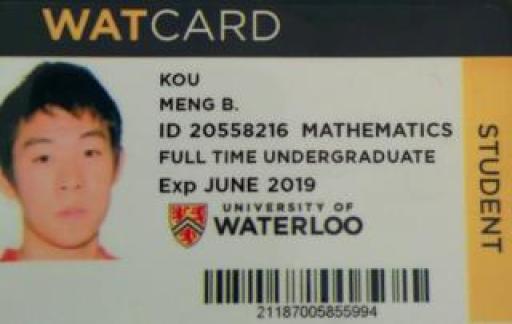 WATCARD
KOU
MENG B.
ID 20558216 MATHEMATICS
FULL TIME UNDERGRADUATE
Exp JUNE 2019
UNIVERSITY OF
WATERLOO
STUDENT
21187005855994